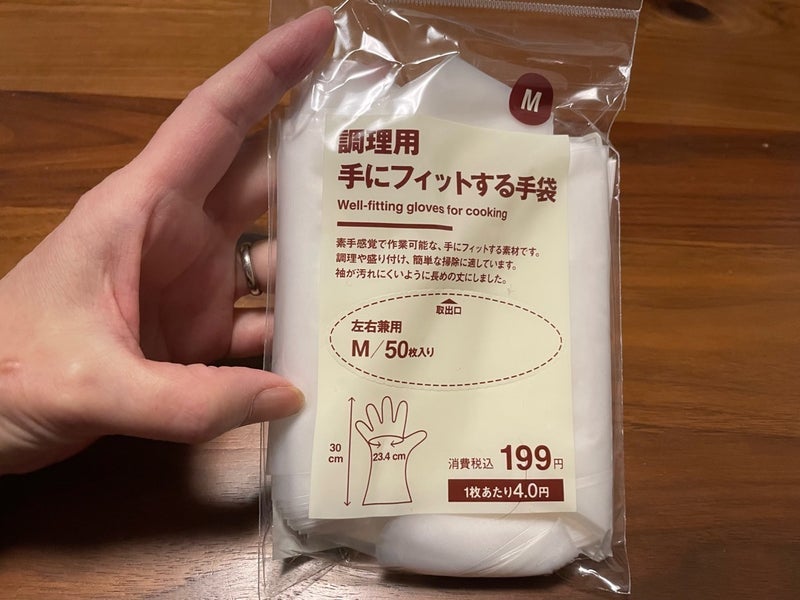 M
調理用
手にフィットする手袋
Well-fitting gloves for cooking
素手感覚で作業可能な、手にフィットする素材です。
調理や盛り付け、簡単な掃除に適しています。
袖が汚れにくいように長めの丈にしました。
取出口
左右兼用
M／50枚入り
30
cm
23.4 cm
消費税込 199円
1枚あたり4.0円